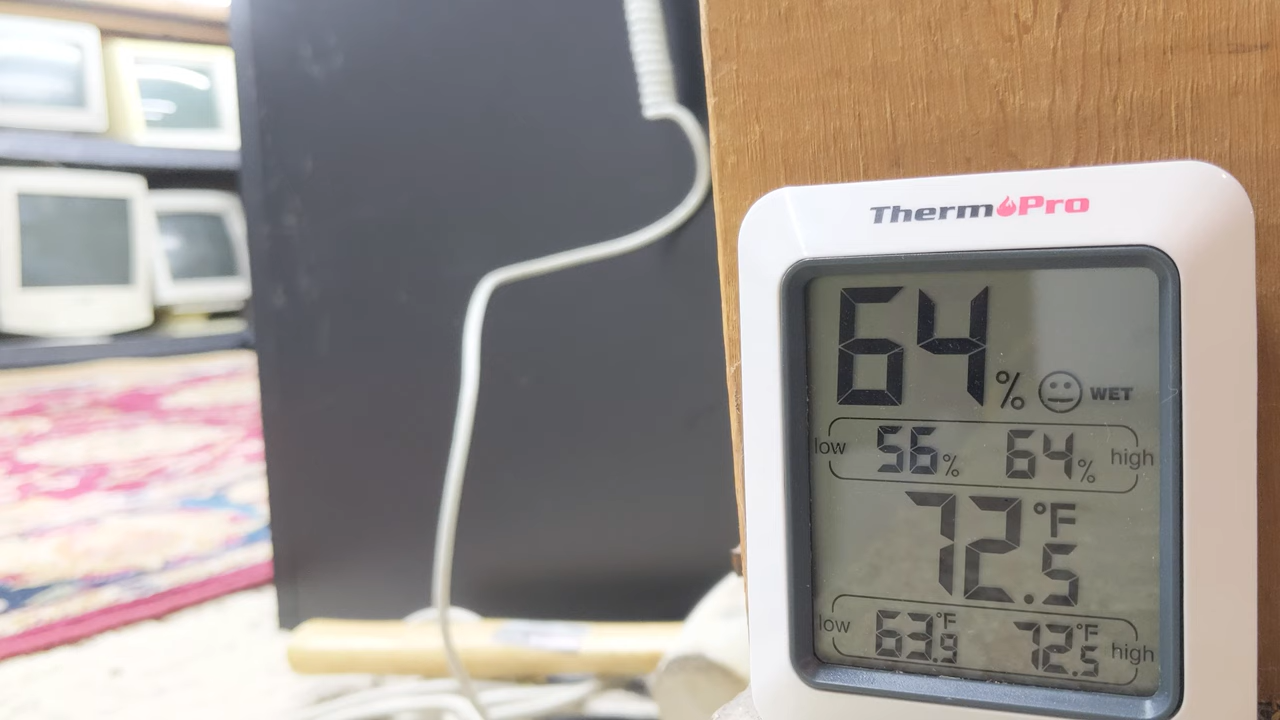 ThermoPro
64% WET
low 56% 64% high
72.5°F
low 63.9°F 72.5°F high